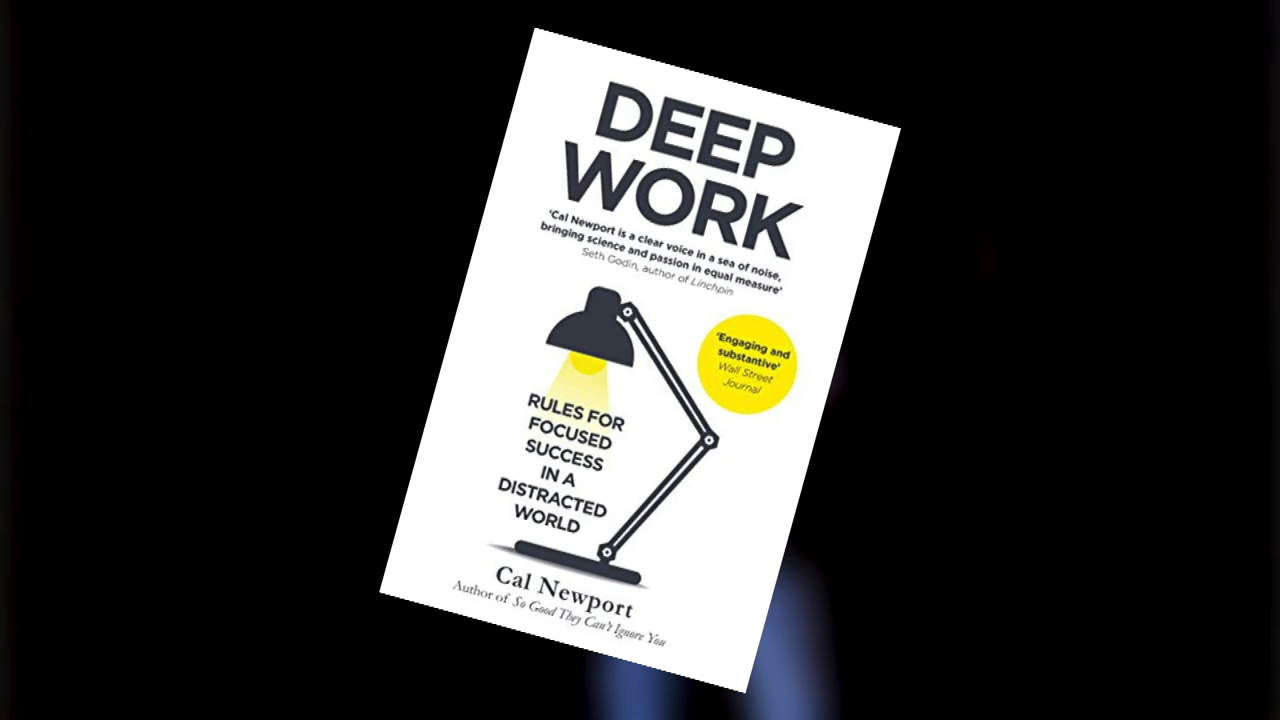 DEEP
WORK
‘Cal Newport is a clear voice in a sea of noise,
bringing science and passion in equal measure’
Seth Godin, author of Linchpin
‘Engaging and
substantive’
Wall Street
Journal
RULES FOR
FOCUSED
SUCCESS
IN A
DISTRACTED
WORLD
Cal Newport
Author of So Good They Can’t Ignore You